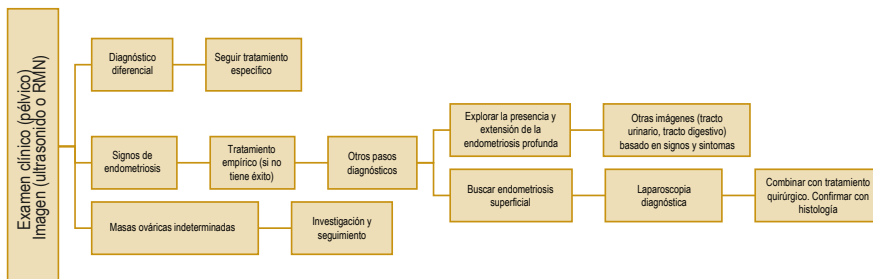 Examen clínico (pélvico)
Imagen (ultrasonido o RMN)
Diagnóstico
diferencial
Seguir tratamiento
específico
Signos de
endometriosis
Tratamiento
empírico (si no
tiene éxito)
Otros pasos
diagnósticos
Explorar la presencia y
extensión de la
endometriosis profunda
Otras imágenes (tracto
urinario, tracto digestivo)
basado en signos y sintomas
Buscar endometriosis
superficial
Laparoscopia
diagnóstica
Combinar con tratamiento
quirúrgico. Confirmar con
histología
Masas ováricas indeterminadas
Investigación y
seguimiento